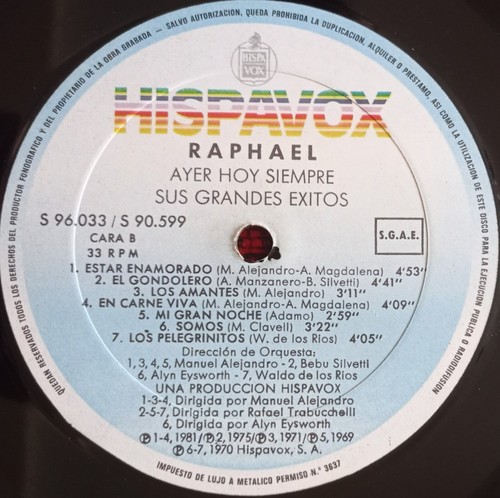 QUEDAN RESERVADOS TODOS LOS DERECHOS DEL PRODUCTOR FONOGRAFICO Y DEL PROPIETARIO DE LA OBRA GRABADA - SALVO AUTORIZACION, QUEDA PROHIBIDA LA DUPLICACION, ALQUILER O PRESTAMO, ASI COMO LA UTILIZACION DE ESTE DISCO PARA LA EJECUCION PUBLICA O RADIODIFUSION
HISPA
VOX
HISPAVOX
RAPHAEL
AYER HOY SIEMPRE
SUS GRANDES EXITOS
S 96.033 / S 90.599
CARA B
33 RPM
S.G.A.E.
1. ESTAR ENAMORADO (M. Alejandro-A. Magdalena) 4'53"
2. EL GONDOLERO (A. Manzanero-B. Silvetti) 4'41"
3. LOS AMANTES (M. Alejandro) 3'11"
4. EN CARNE VIVA (M. Alejandro-A. Magdalena) 4'09"
5. MI GRAN NOCHE (Adamo) 2'59"
6. SOMOS (M. Clavell) 3'22"
7. LOS PELEGRINITOS (W. de los Rios) 4'05"
Dirección de Orquesta:
1, 3, 4, 5, Manuel Alejandro - 2, Bebu Silvetti
6, Alyn Eysworth - 7, Waldo de los Rios
UNA PRODUCCION HISPAVOX
1-3-4, Dirigida por Manuel Alejandro
2-5-7, Dirigida por Rafael Trabucchelli
6, Dirigida por Alyn Eysworth
℗1-4, 1981/℗2, 1975/℗3, 1971/℗5, 1969
℗6-7, 1970 Hispavox, S. A.
IMPUESTO DE LUJO A METALICO PERMISO N.° 3637